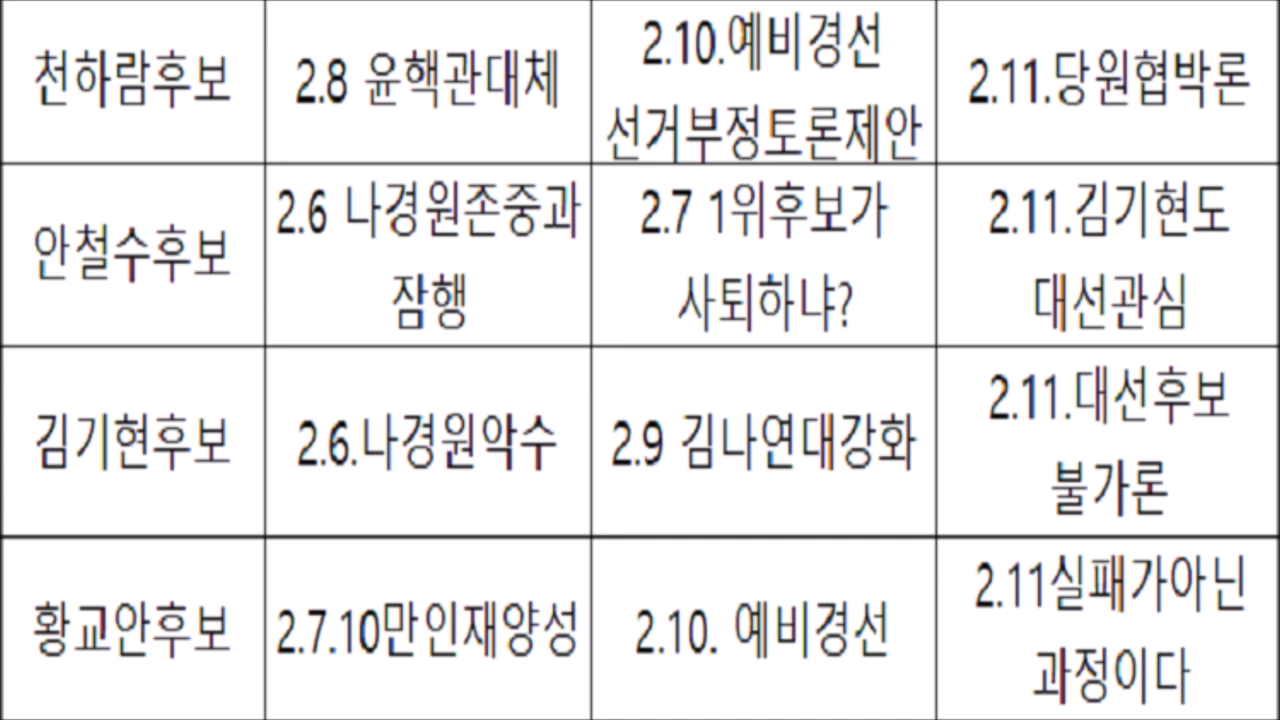 천하람후보
2.8 윤핵관대체
2.10.예비경선
선거부정토론제안
2.11.당원협박론
안철수후보
2.6 나경원존중과
잠행
2.7 1위후보가
사퇴하냐?
2.11.김기현도
대선관심
김기현후보
2.6.나경원악수
2.9 김나연대강화
2.11.대선후보
불가론
황교안후보
2.7.10만인재양성
2.10. 예비경선
2.11실패가아닌
과정이다